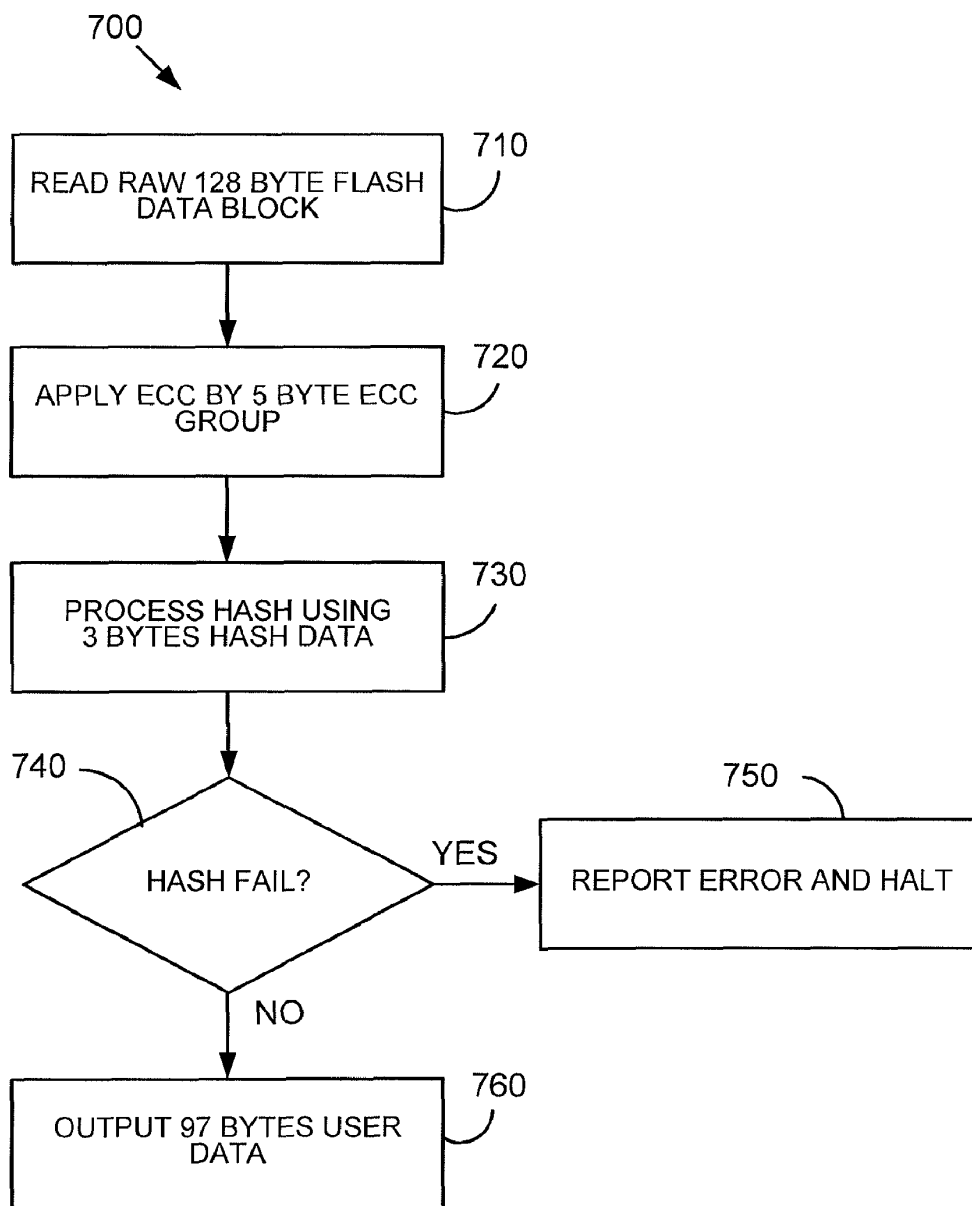 700
710
READ RAW 128 BYTE FLASH
DATA BLOCK
720
APPLY ECC BY 5 BYTE ECC
GROUP
730
PROCESS HASH USING
3 BYTES HASH DATA
740
HASH FAIL?
YES
750
REPORT ERROR AND HALT
NO
760
OUTPUT 97 BYTES USER
DATA